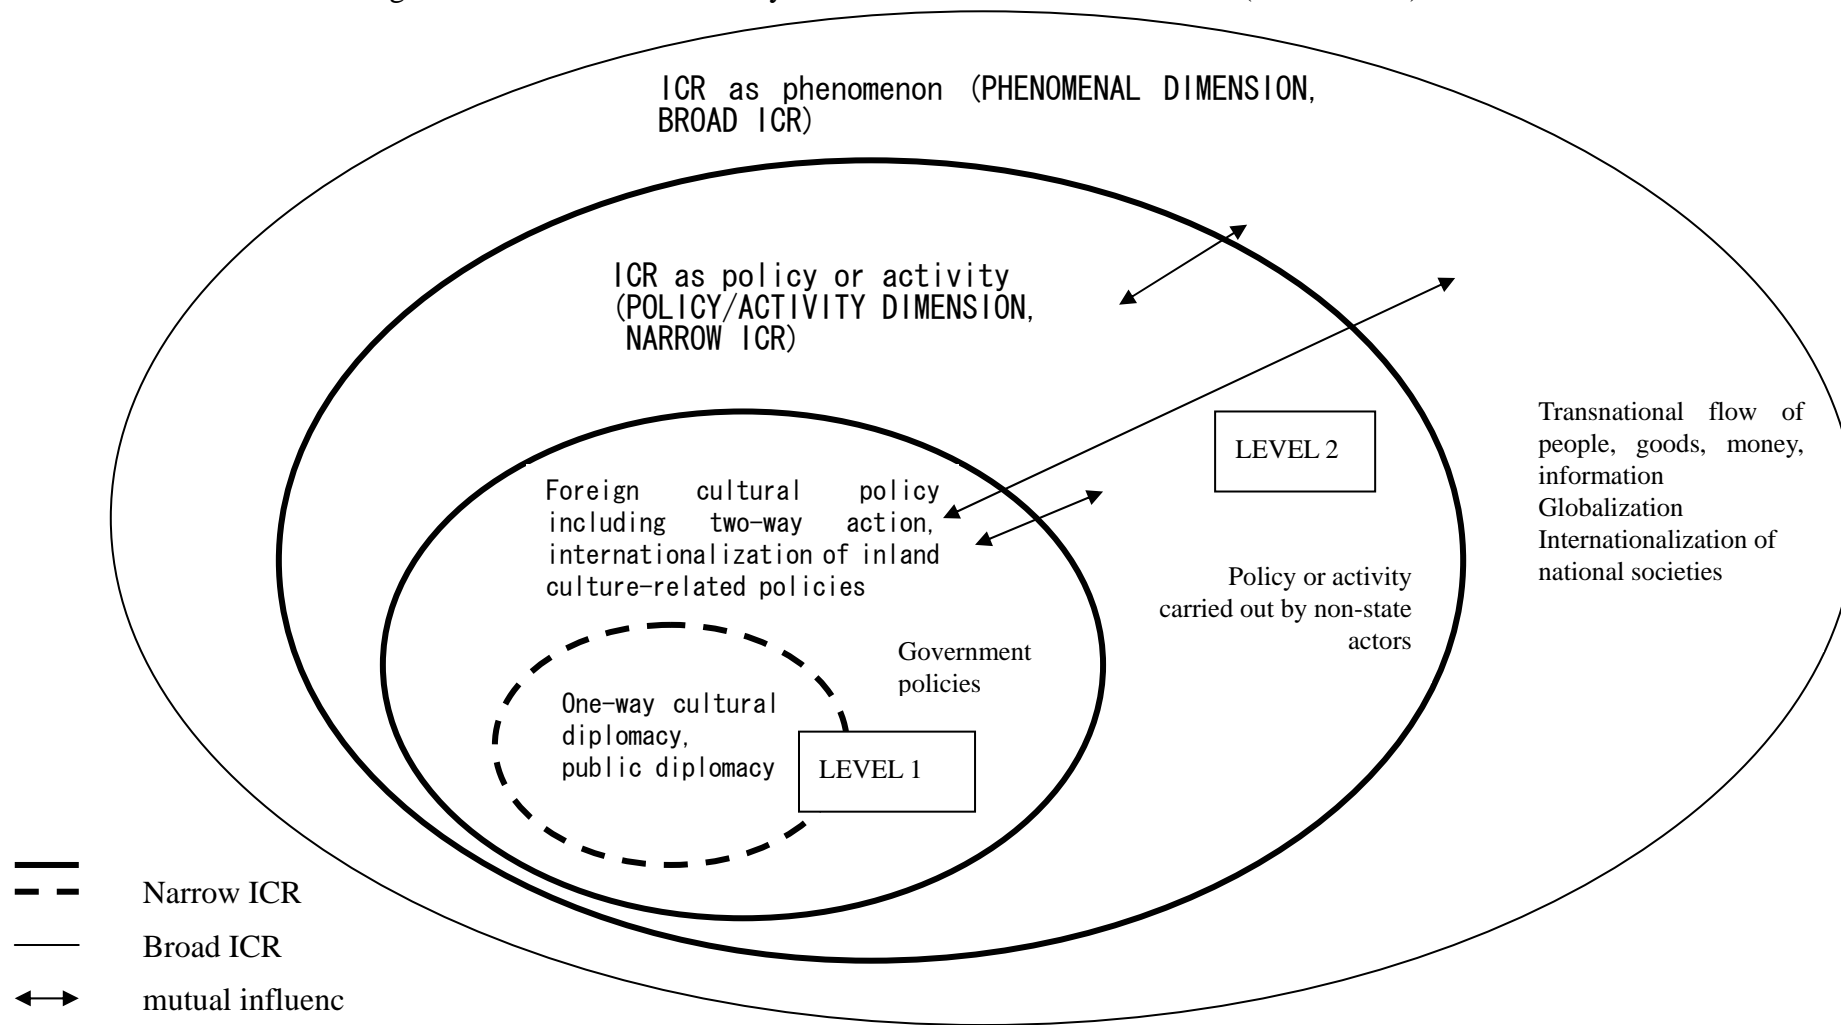 ICR as phenomenon (PHENOMENAL DIMENSION,
BROAD ICR)
ICR as policy or activity
(POLICY/ACTIVITY DIMENSION,
NARROW ICR)
Transnational flow of
people, goods, money,
information
Globalization
Internationalization of
national societies
LEVEL 2
Foreign cultural policy
including two-way action,
internationalization of inland
culture-related policies
Policy or activity
carried out by non-state
actors
Government
policies
One-way cultural
diplomacy,
public diplomacy
LEVEL 1
Narrow ICR
Broad ICR
mutual influenc